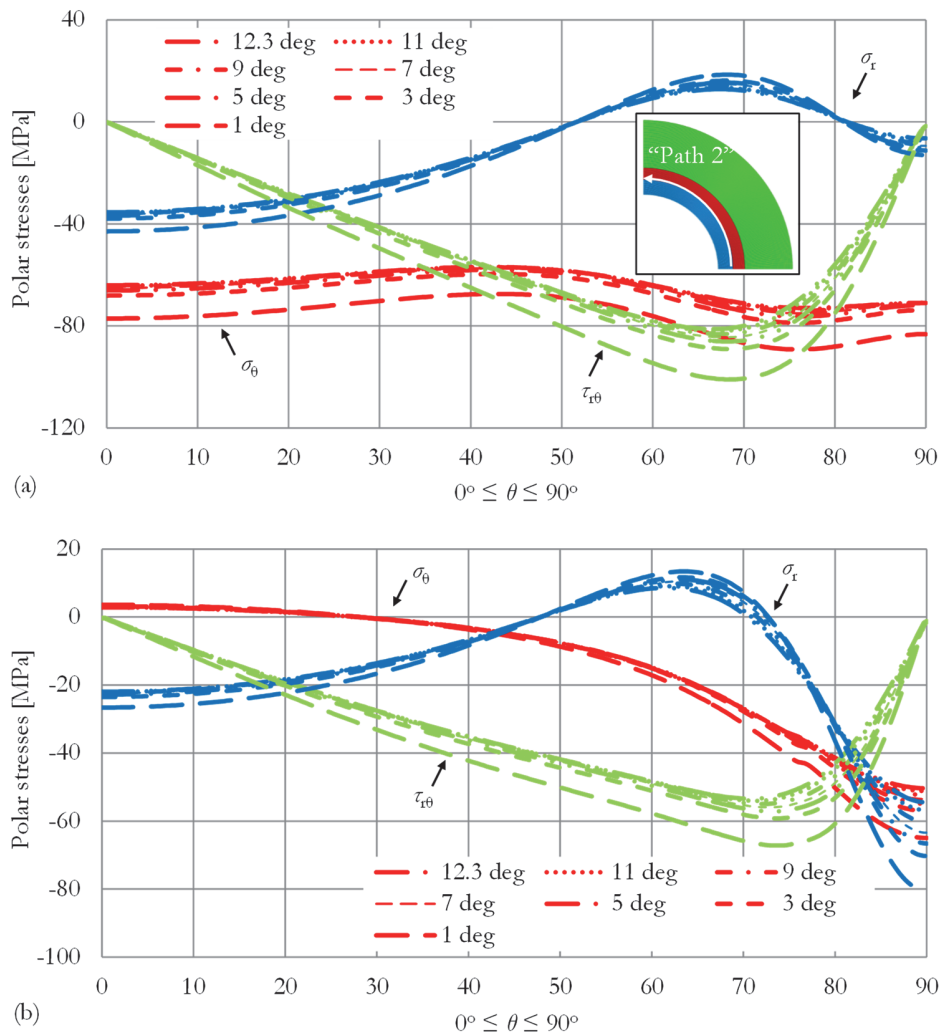 40
0
-40
-80
-120
Polar stresses [MPa]
12.3 deg 11 deg
9 deg 7 deg
5 deg 3 deg
1 deg
σr
"Path 2"
σθ
τrθ
0 10 20 30 40 50 60 70 80 90
(a)
0° ≤ θ ≤ 90°
20
0
-20
-40
-60
-80
-100
Polar stresses [MPa]
σθ
σr
τrθ
12.3 deg 11 deg 9 deg
7 deg 5 deg 3 deg
1 deg
0 10 20 30 40 50 60 70 80 90
(b)
0° ≤ θ ≤ 90°